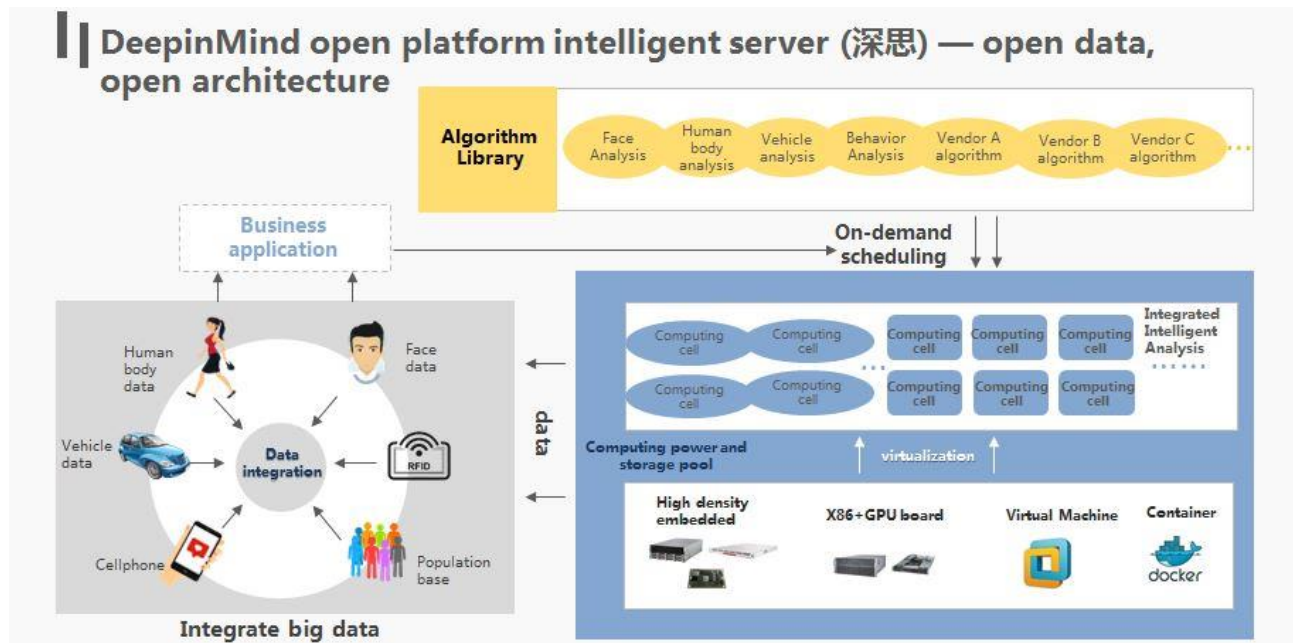 DeepinMind open platform intelligent server (深思) — open data,
open architecture
Algorithm
Library
Face
Analysis
Human
body
analysis
Vehicle
analysis
Behavior
Analysis
Vendor A
algorithm
Vendor B
algorithm
Vendor C
algorithm
Business
application
On-demand
scheduling
Human
body
data
Face
data
Vehicle
data
Data
integration
RFID
Cellphone
Population
base
Integrate big data
data
Computing
cell
Computing
cell
Computing
cell
Computing
cell
Computing
cell
Integrated
Intelligent
Analysis
Computing
cell
Computing
cell
Computing
cell
Computing
cell
Computing
cell
Computing power and
storage pool
virtualization
High density
embedded
X86+GPU board
Virtual Machine
Container
docker